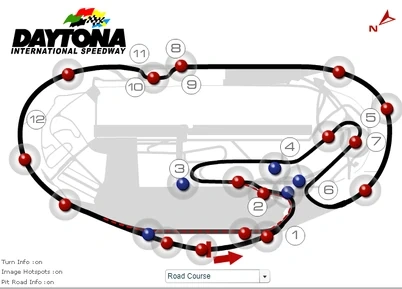 DAYTONA
INTERNATIONAL SPEEDWAY
N
11
8
10
9
12
5
4
7
3
6
2
1
Turn Info :on
Image Hotspots :on
Pit Road Info :on
Road Course